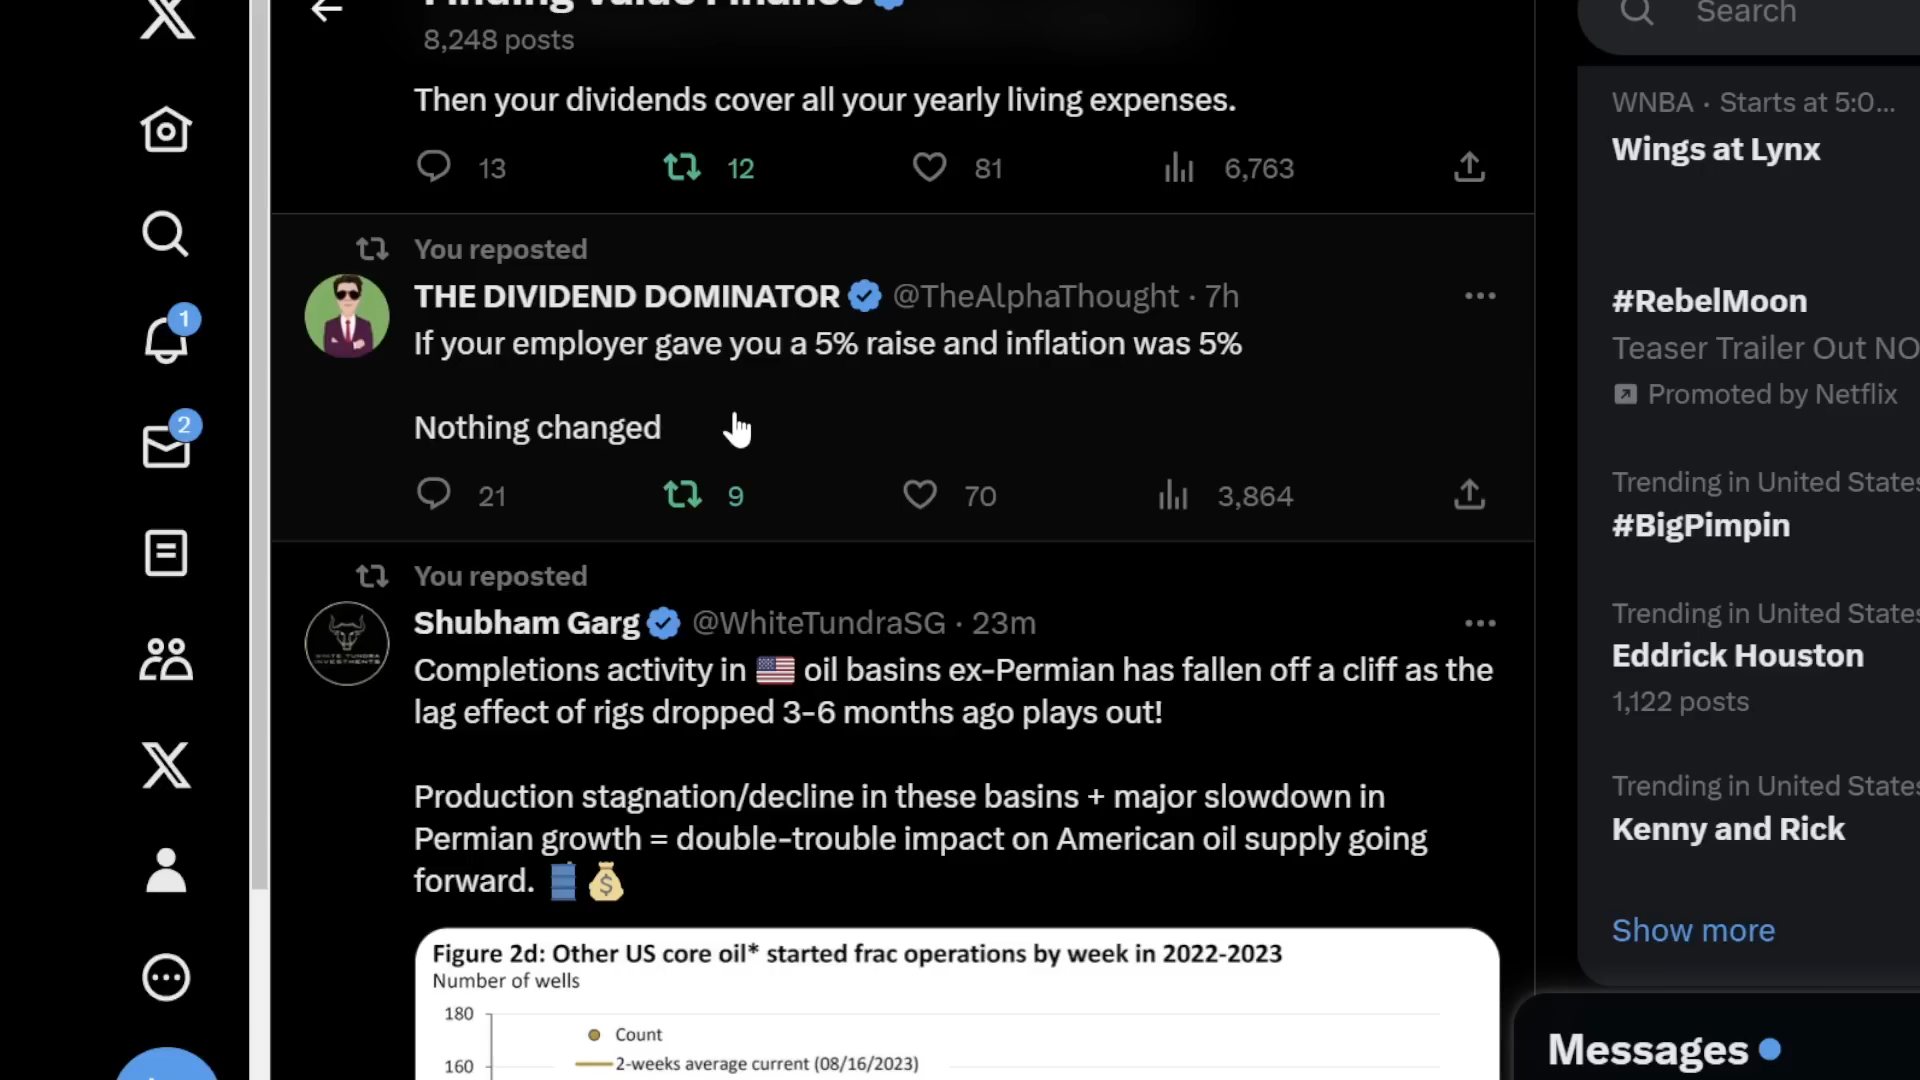 Finding Value Finance
8,248 posts
Search
Then your dividends cover all your yearly living expenses.
13
12
81
6,763
You reposted
THE DIVIDEND DOMINATOR @TheAlphaThought · 7h
If your employer gave you a 5% raise and inflation was 5%
Nothing changed
21
9
70
3,864
You reposted
Shubham Garg @WhiteTundraSG · 23m
WHITE TUNDRA
INVESTMENTS
Completions activity in 🇺🇸 oil basins ex-Permian has fallen off a cliff as the
lag effect of rigs dropped 3-6 months ago plays out!
Production stagnation/decline in these basins + major slowdown in
Permian growth = double-trouble impact on American oil supply going
forward. 🛢️💰
Figure 2d: Other US core oil* started frac operations by week in 2022-2023
Number of wells
180
Count
160
2-weeks average current (08/16/2023)
1
2
WNBA · Starts at 5:0...
Wings at Lynx
#RebelMoon
Teaser Trailer Out NO
Promoted by Netflix
Trending in United States
#BigPimpin
Trending in United States
Eddrick Houston
1,122 posts
Trending in United States
Kenny and Rick
Show more
Messages